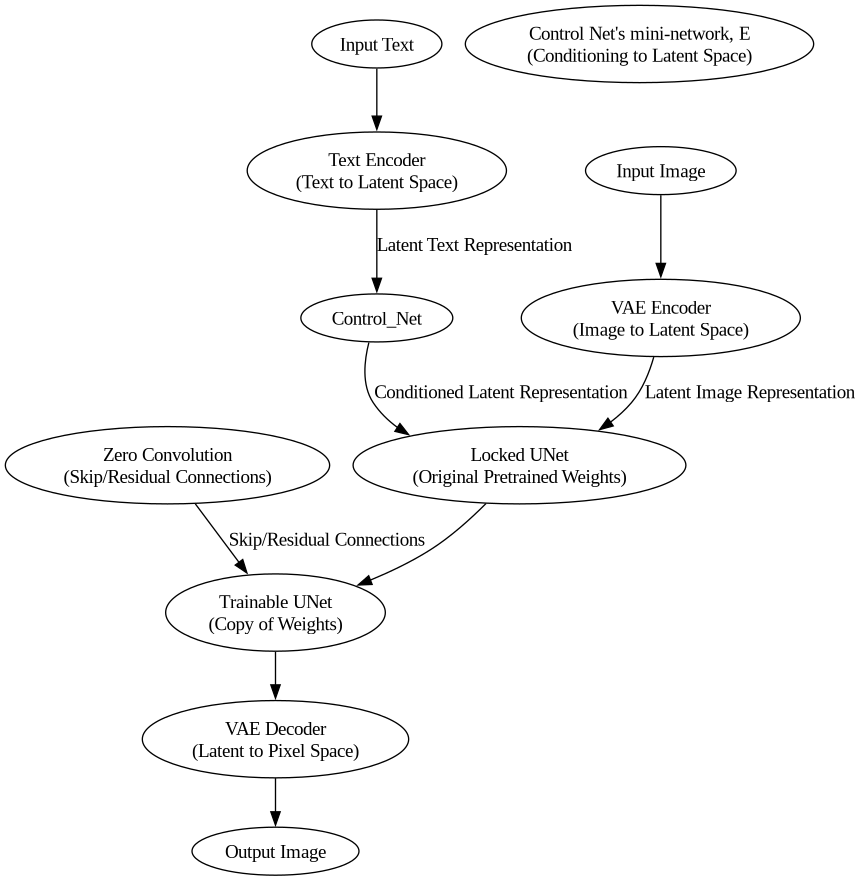 Input Text
Control Net's mini-network, E
(Conditioning to Latent Space)
Text Encoder
(Text to Latent Space)
Input Image
Latent Text Representation
Control_Net
VAE Encoder
(Image to Latent Space)
Conditioned Latent Representation
Latent Image Representation
Zero Convolution
(Skip/Residual Connections)
Locked UNet
(Original Pretrained Weights)
Skip/Residual Connections
Trainable UNet
(Copy of Weights)
VAE Decoder
(Latent to Pixel Space)
Output Image